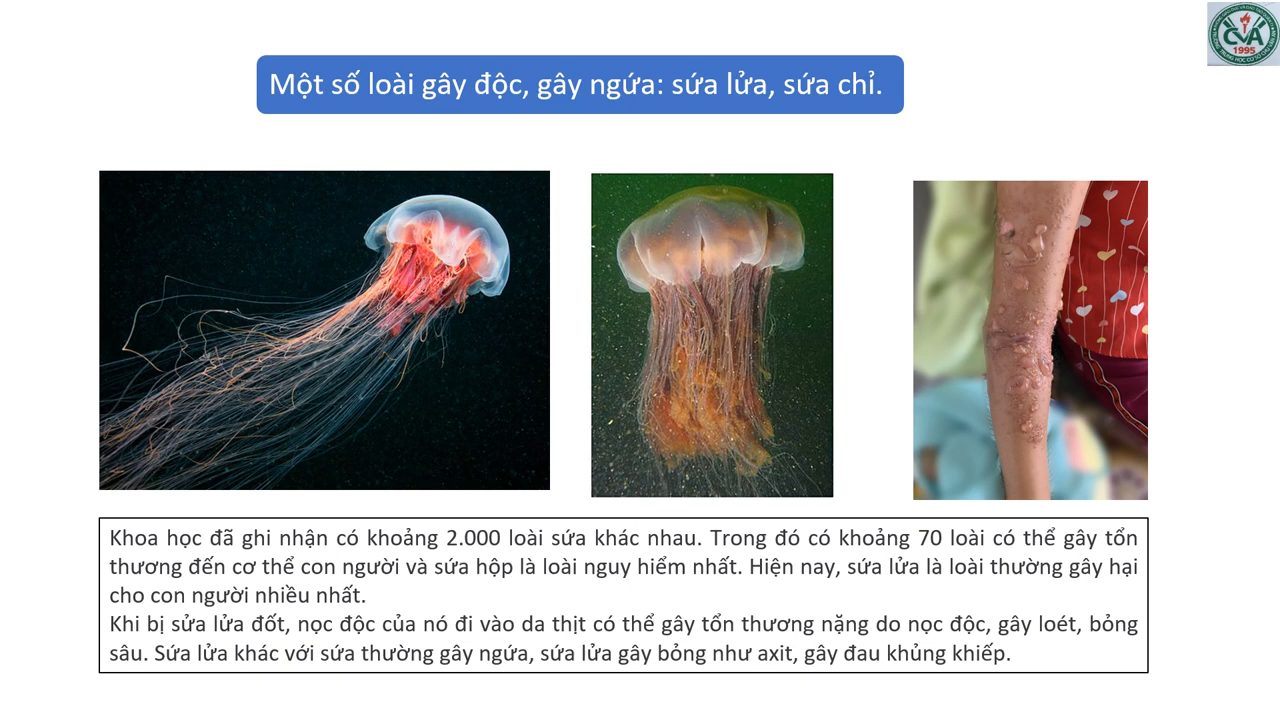 CVA
1995
Một số loài gây độc, gây ngứa: sứa lửa, sứa chỉ.
Khoa học đã ghi nhận có khoảng 2.000 loài sứa khác nhau. Trong đó có khoảng 70 loài có thể gây tổn
thương đến cơ thể con người và sứa hộp là loài nguy hiểm nhất. Hiện nay, sứa lửa là loài thường gây hại
cho con người nhiều nhất.
Khi bị sửa lửa đốt, nọc độc của nó đi vào da thịt có thể gây tổn thương nặng do nọc độc, gây loét, bỏng
sâu. Sứa lửa khác với sứa thường gây ngứa, sứa lửa gây bỏng như axit, gây đau khủng khiếp.